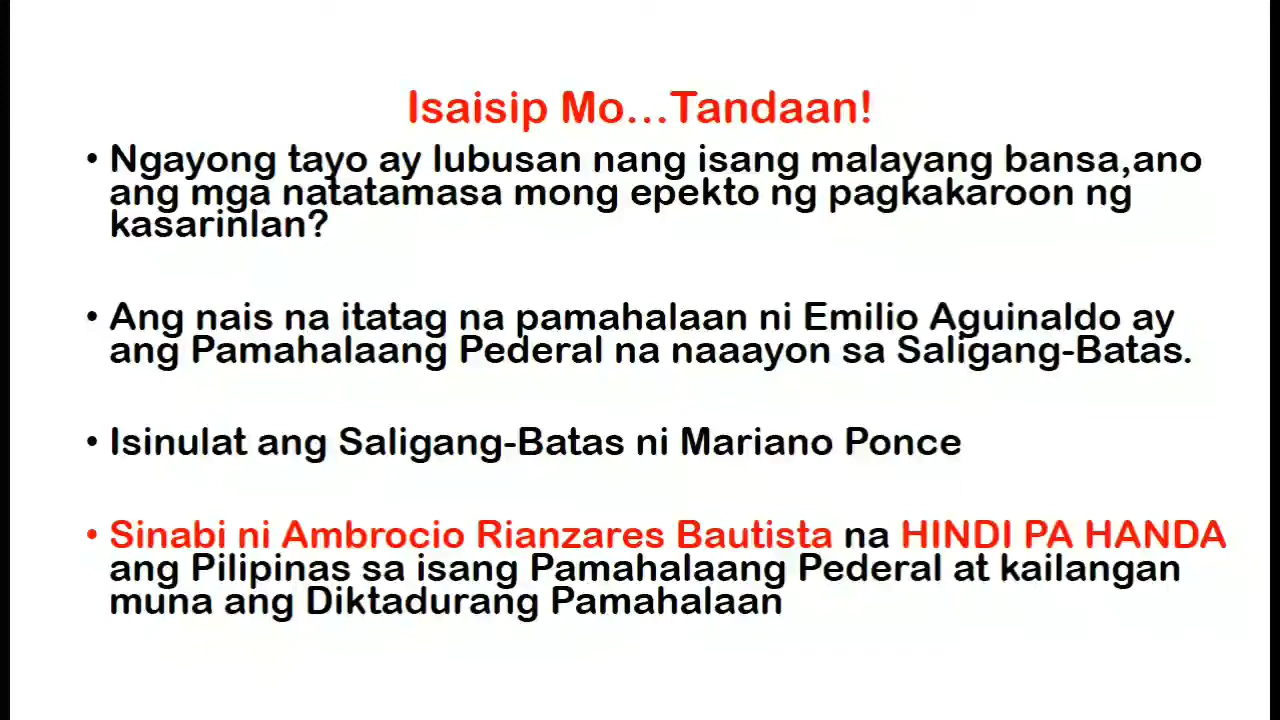 Isaisip Mo...Tandaan!
• Ngayong tayo ay lubusan nang isang malayang bansa,ano
ang mga natatamasa mong epekto ng pagkakaroon ng
kasarinlan?
• Ang nais na itatag na pamahalaan ni Emilio Aguinaldo ay
ang Pamahalaang Pederal na naaayon sa Saligang-Batas.
• Isinulat ang Saligang-Batas ni Mariano Ponce
• Sinabi ni Ambrocio Rianzares Bautista na HINDI PA HANDA
ang Pilipinas sa isang Pamahalaang Pederal at kailangan
muna ang Diktadurang Pamahalaan